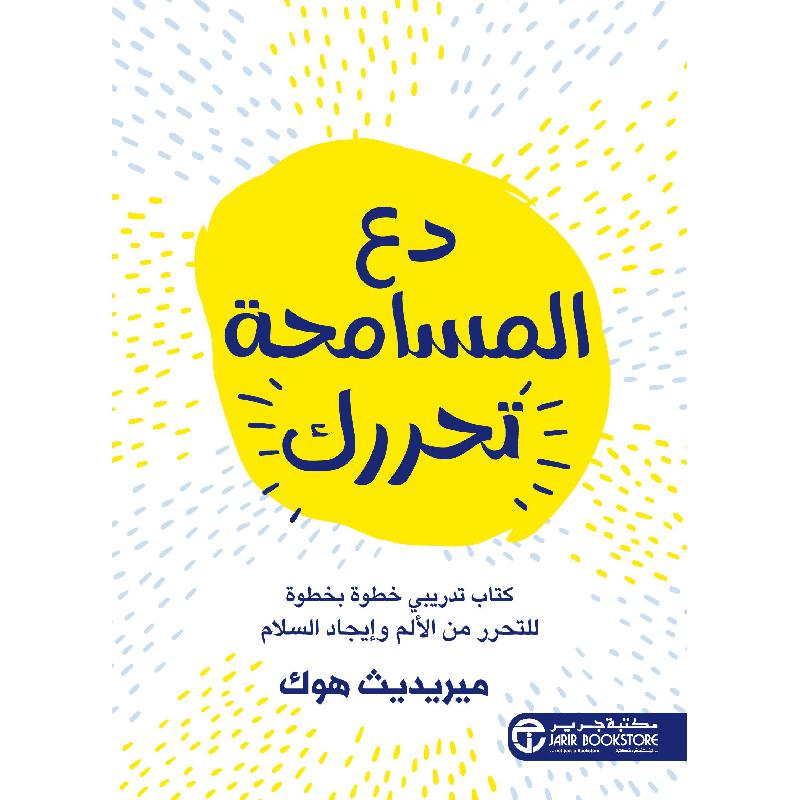 دع
المسامحة
تحررك
كتاب تدريبي خطوة بخطوة
للتحرر من الألم وإيجاد السلام
ميريديث هوك
مكتبة جرير
JARIR BOOKSTORE